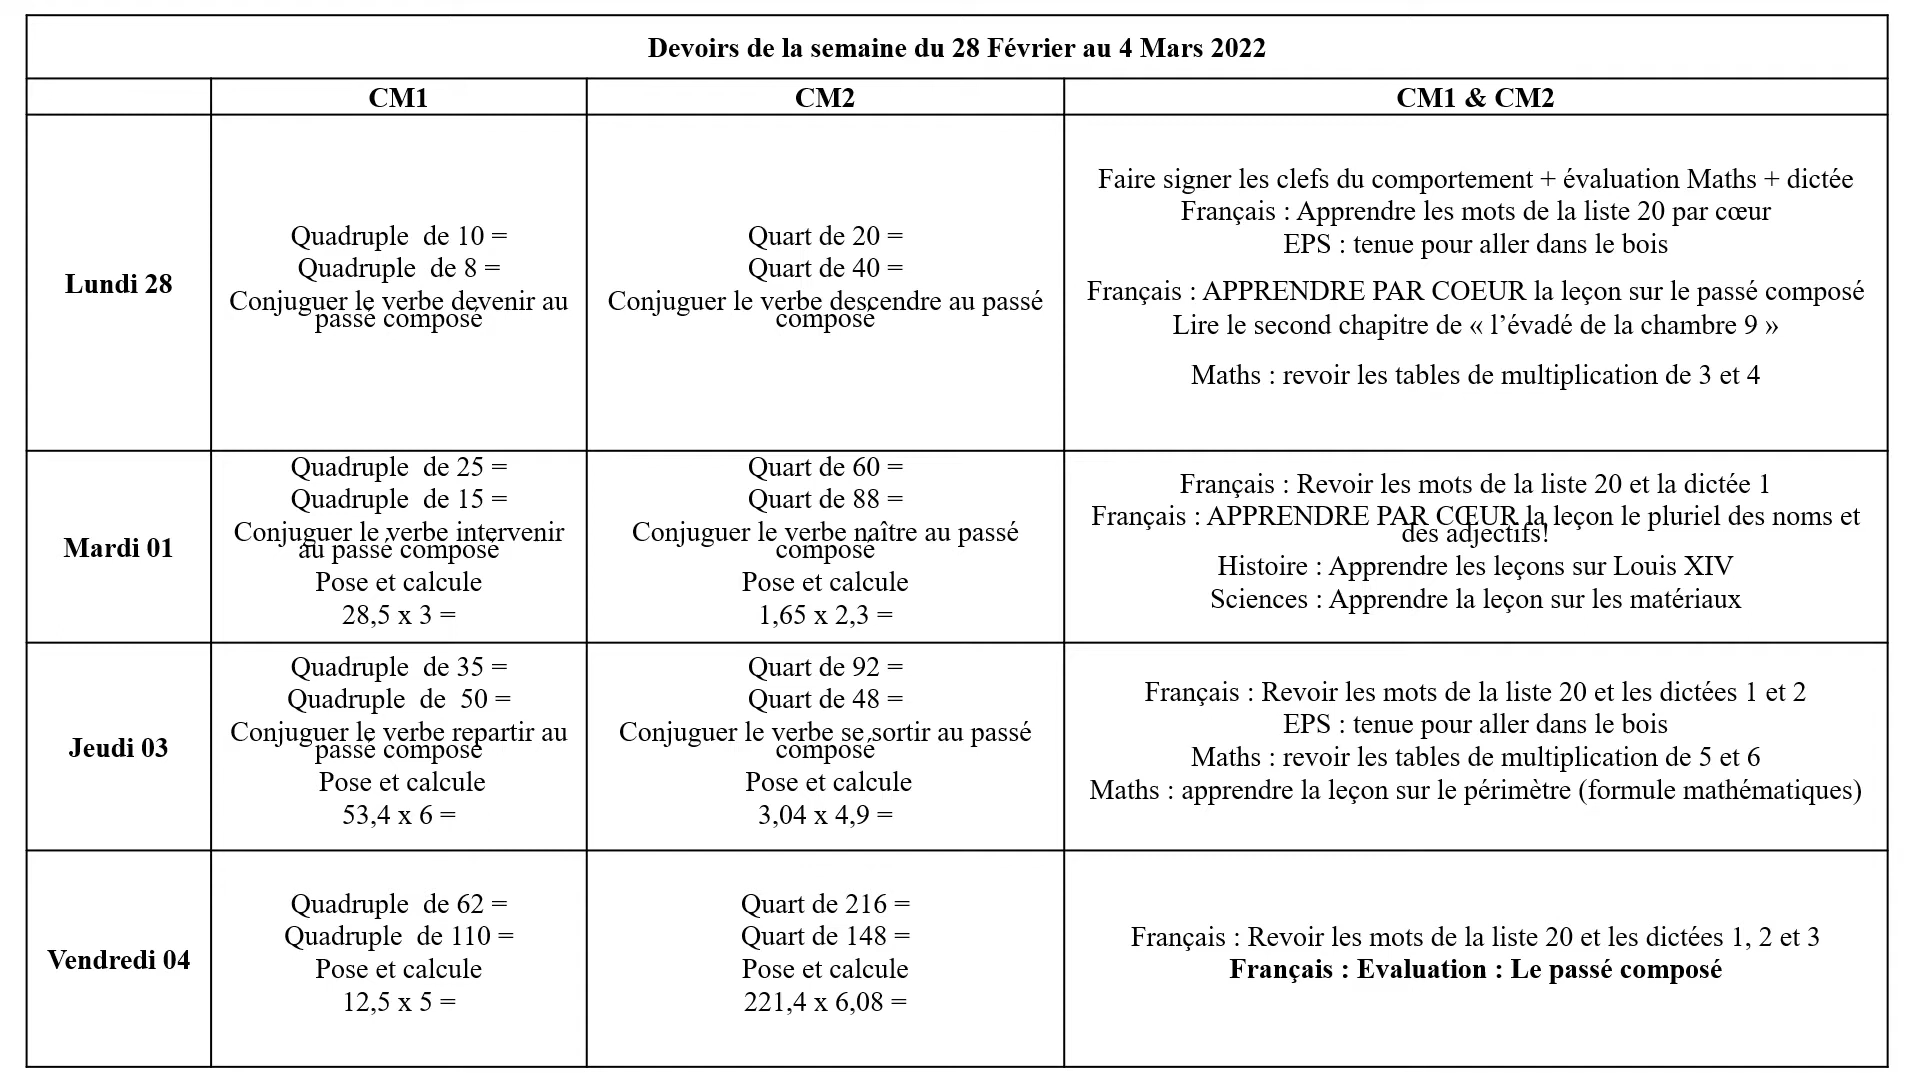 Devoirs de la semaine du 28 Février au 4 Mars 2022
CM1
CM2
CM1 & CM2
Lundi 28
Quadruple  de 10 =
Quadruple  de 8 =
Conjuguer le verbe devenir au
passé composé
Quart de 20 =
Quart de 40 =
Conjuguer le verbe descendre au passé
composé
Faire signer les clefs du comportement + évaluation Maths + dictée
Français : Apprendre les mots de la liste 20 par cœur
EPS : tenue pour aller dans le bois
Français : APPRENDRE PAR COEUR la leçon sur le passé composé
Lire le second chapitre de « l’évadé de la chambre 9 »
Maths : revoir les tables de multiplication de 3 et 4
Mardi 01
Quadruple  de 25 =
Quadruple  de 15 =
Conjuguer le verbe intervenir
au passé composé
Pose et calcule
28,5 x 3 =
Quart de 60 =
Quart de 88 =
Conjuguer le verbe naître au passé
composé
Pose et calcule
1,65 x 2,3 =
Français : Revoir les mots de la liste 20 et la dictée 1
Français : APPRENDRE PAR CŒUR la leçon le pluriel des noms et
des adjectifs!
Histoire : Apprendre les leçons sur Louis XIV
Sciences : Apprendre la leçon sur les matériaux
Jeudi 03
Quadruple  de 35 =
Quadruple  de  50 =
Conjuguer le verbe repartir au
passé composé
Pose et calcule
53,4 x 6 =
Quart de 92 =
Quart de 48 =
Conjuguer le verbe se sortir au passé
composé
Pose et calcule
3,04 x 4,9 =
Français : Revoir les mots de la liste 20 et les dictées 1 et 2
EPS : tenue pour aller dans le bois
Maths : revoir les tables de multiplication de 5 et 6
Maths : apprendre la leçon sur le périmètre (formule mathématiques)
Vendredi 04
Quadruple  de 62 =
Quadruple  de 110 =
Pose et calcule
12,5 x 5 =
Quart de 216 =
Quart de 148 =
Pose et calcule
221,4 x 6,08 =
Français : Revoir les mots de la liste 20 et les dictées 1, 2 et 3
Français : Evaluation : Le passé composé